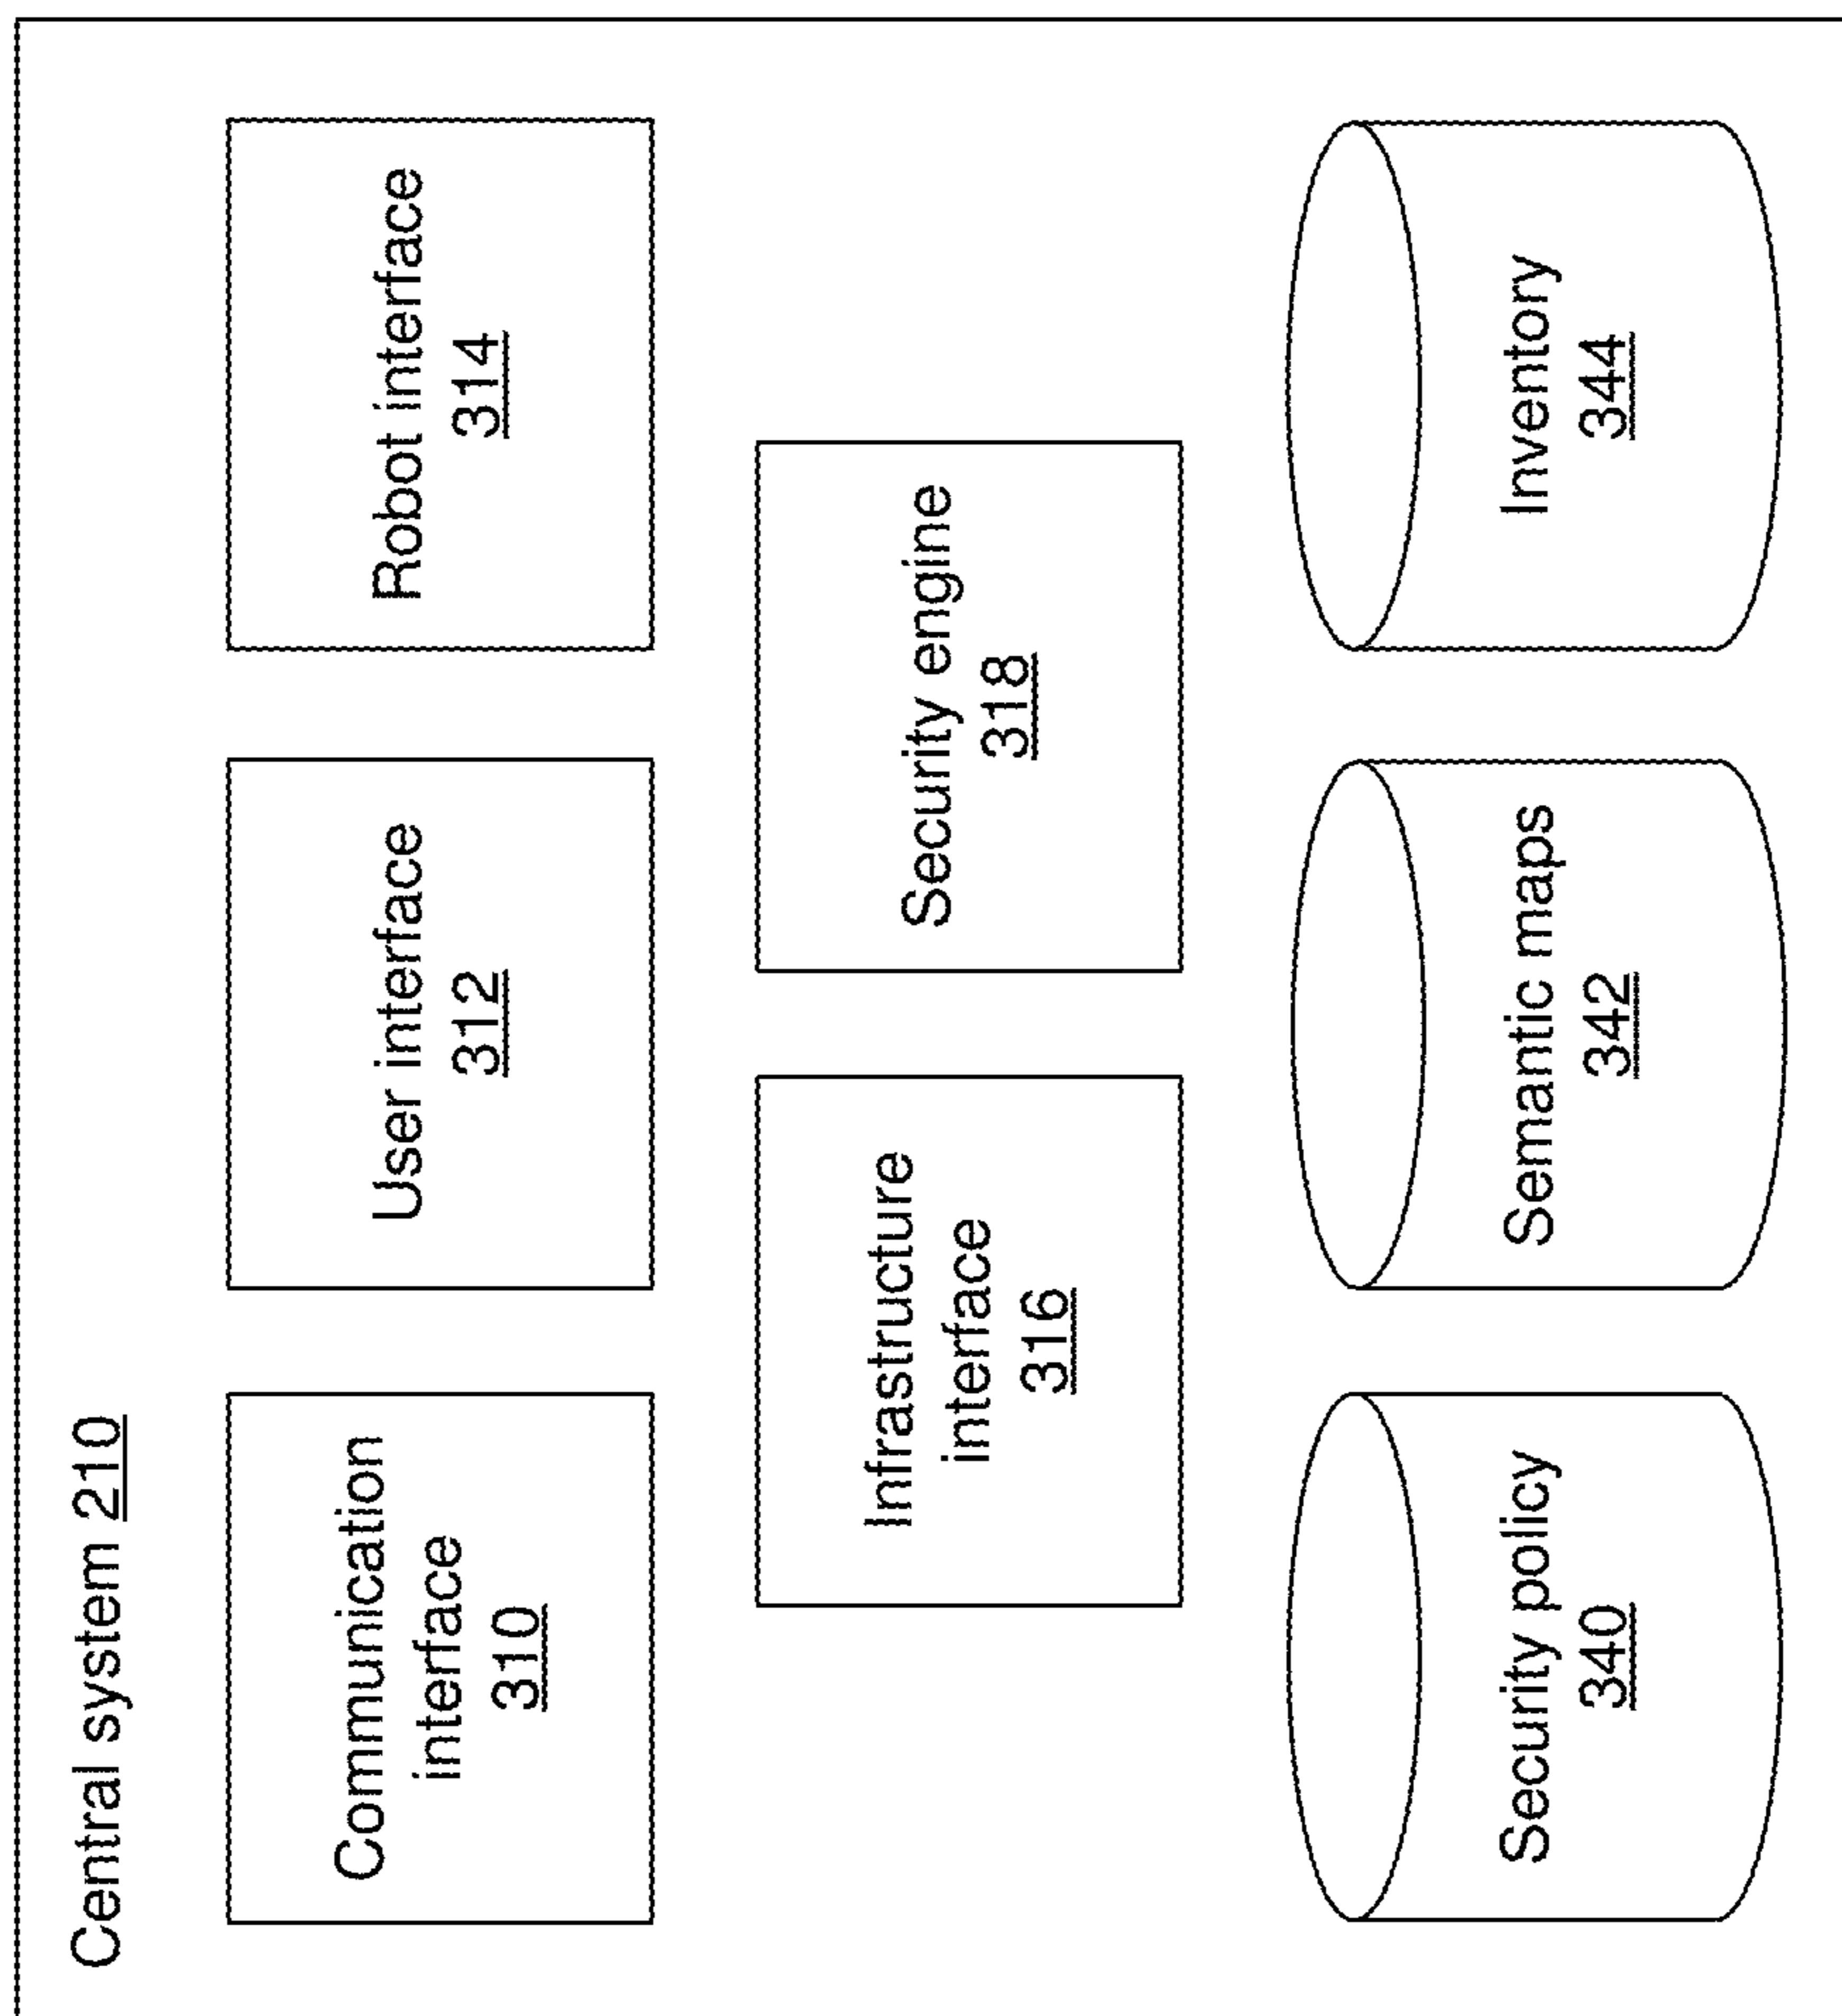 Central system 210
Communication
interface
310
User interface
312
Robot interface
314
Infrastructure
interface
316
Security engine
318
Security policy
340
Semantic maps
342
Inventory
344